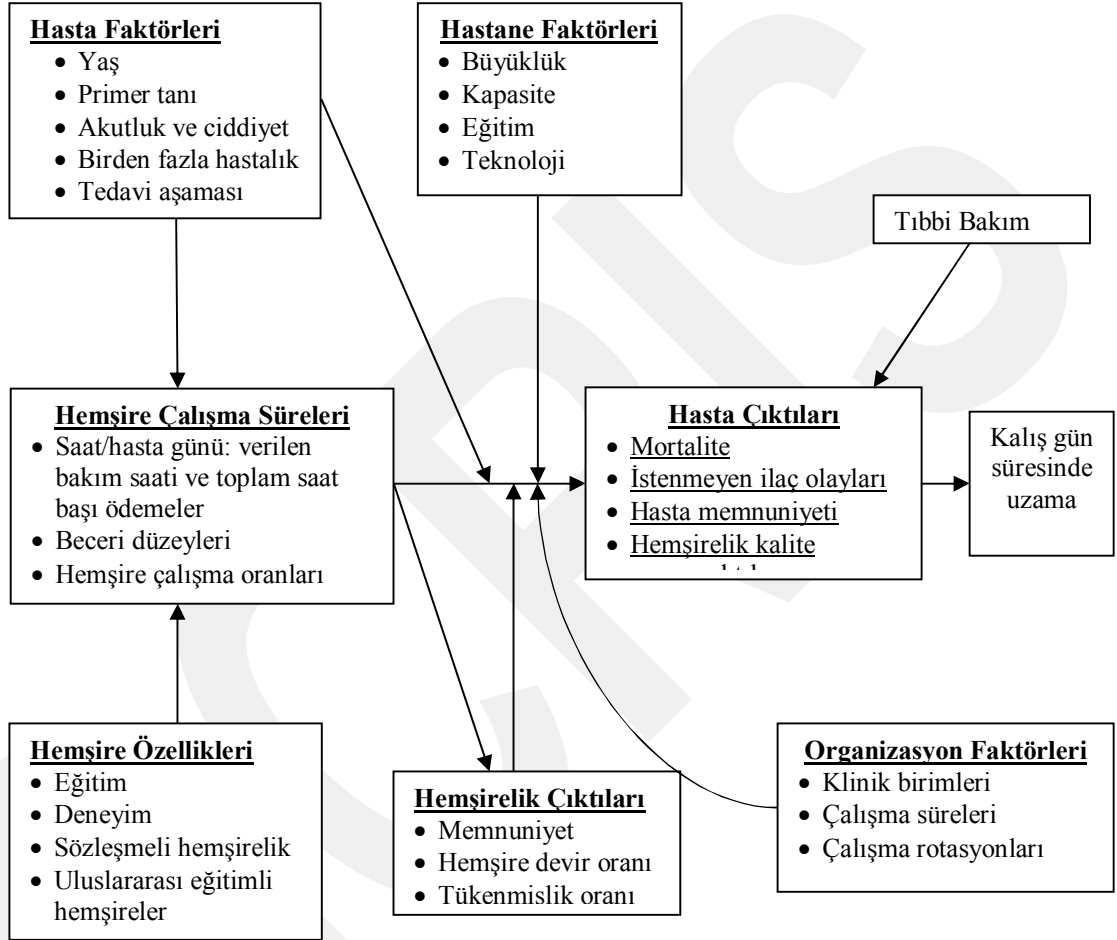 Hasta Faktörleri
• Yaş
• Primer tanı
• Akutluk ve ciddiyet
• Birden fazla hastalık
• Tedavi aşaması
Hastane Faktörleri
• Büyüklük
• Kapasite
• Eğitim
• Teknoloji
Tıbbi Bakım
Hemşire Çalışma Süreleri
• Saat/hasta günü: verilen
bakım saati ve toplam saat
başı ödemeler
• Beceri düzeyleri
• Hemşire çalışma oranları
Hasta Çıktıları
• Mortalite
• İstenmeyen ilaç olayları
• Hasta memnuniyeti
• Hemşirelik kalite
Kalış gün
süresinde
uzama
Hemşire Özellikleri
• Eğitim
• Deneyim
• Sözleşmeli hemşirelik
• Uluslararası eğitimli
hemşireler
Hemşirelik Çıktıları
• Memnuniyet
• Hemşire devir oranı
• Tükenmislik oranı
Organizasyon Faktörleri
• Klinik birimleri
• Çalışma süreleri
• Çalışma rotasyonları